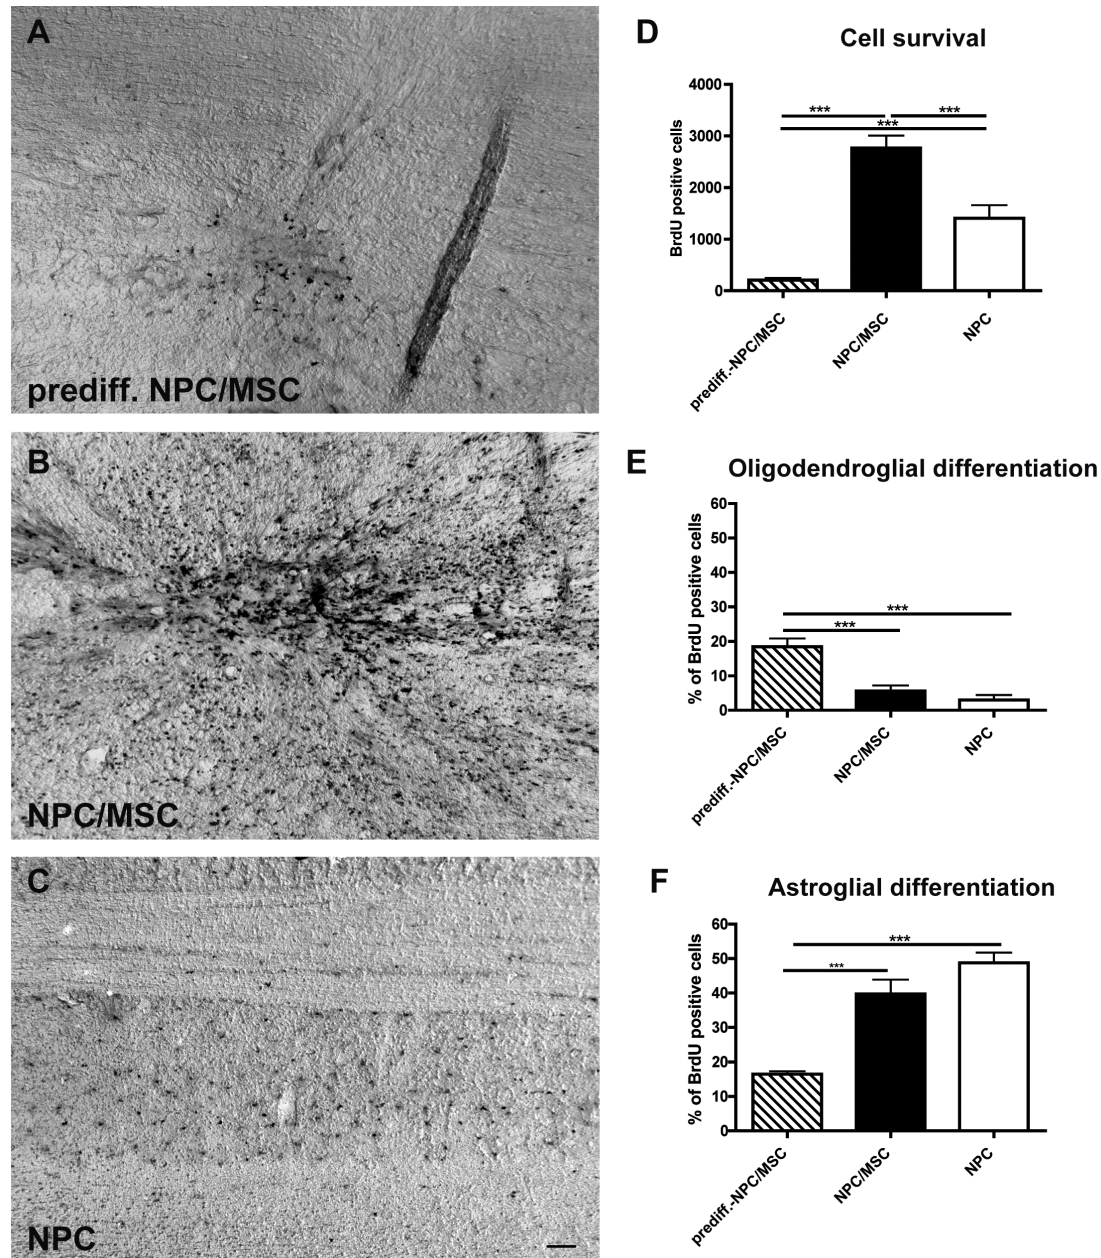 A
prediff. NPC/MSC
B
NPC/MSC
C
NPC
D
Cell survival
BrdU positive cells
4000
3000
2000
1000
0
***
***
***
prediff.-NPC/MSC
NPC/MSC
NPC
E
Oligodendroglial differentiation
% of BrdU positive cells
60
50
40
30
20
10
0
***
***
prediff.-NPC/MSC
NPC/MSC
NPC
F
Astroglial differentiation
% of BrdU positive cells
60
50
40
30
20
10
0
***
***
prediff.-NPC/MSC
NPC/MSC
NPC